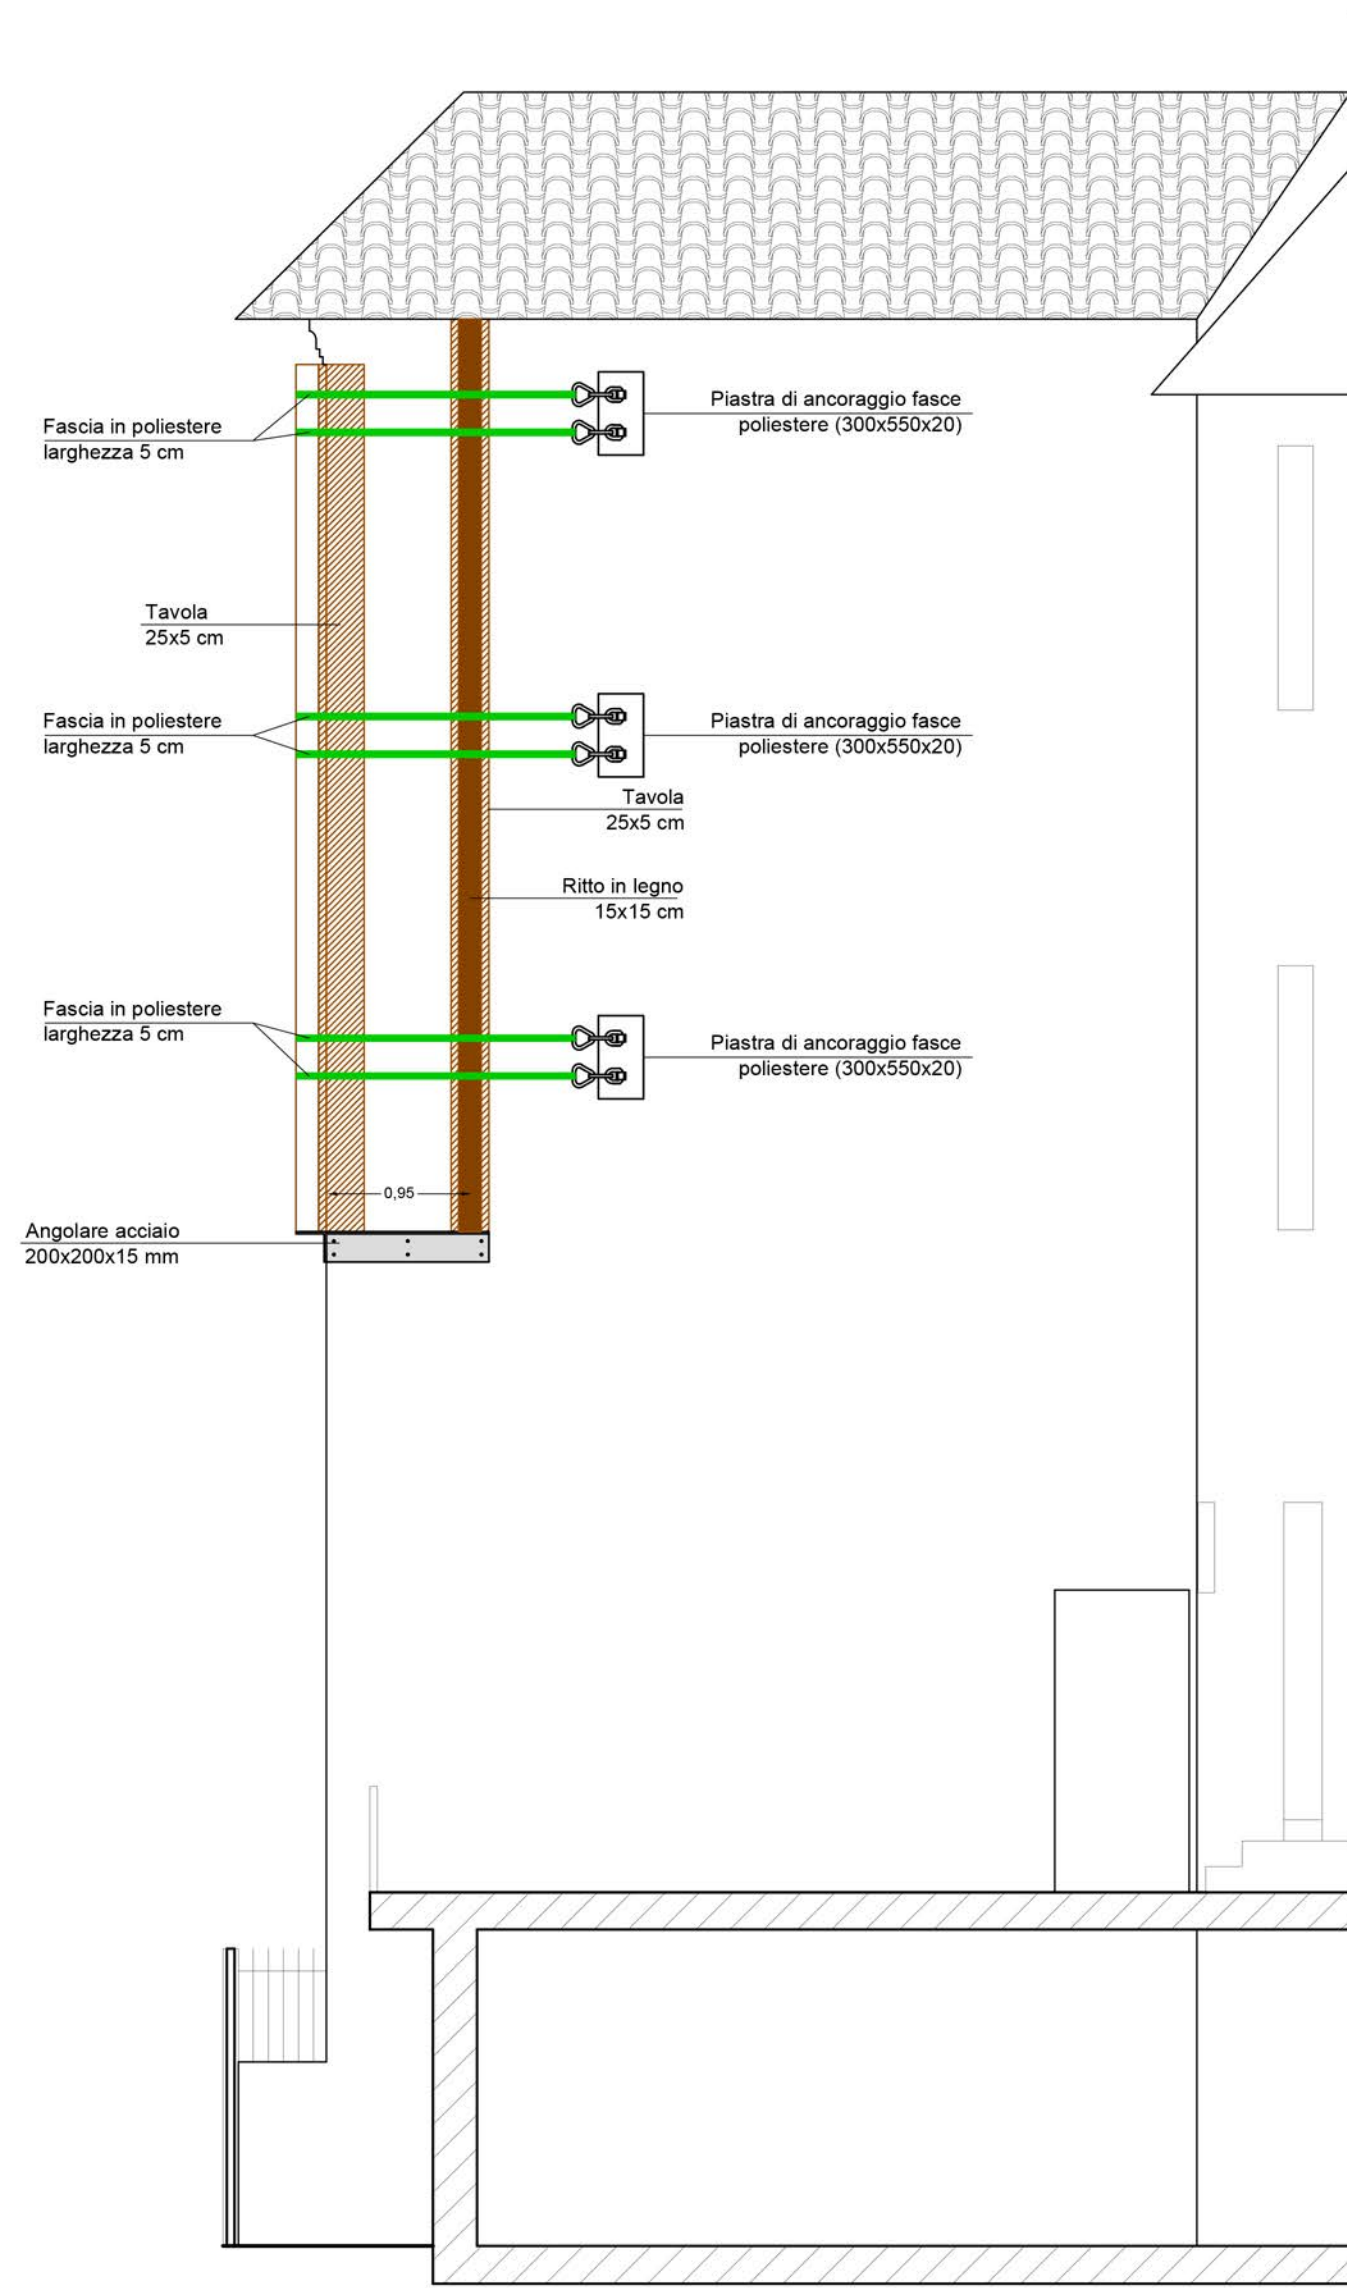 Piastra di ancoraggio fasce
poliestere (300x550x20)
Fascia in poliestere
larghezza 5 cm
Tavola
25x5 cm
Fascia in poliestere
larghezza 5 cm
Piastra di ancoraggio fasce
poliestere (300x550x20)
Tavola
25x5 cm
Ritto in legno
15x15 cm
Fascia in poliestere
larghezza 5 cm
Piastra di ancoraggio fasce
poliestere (300x550x20)
0,95
Angolare acciaio
200x200x15 mm